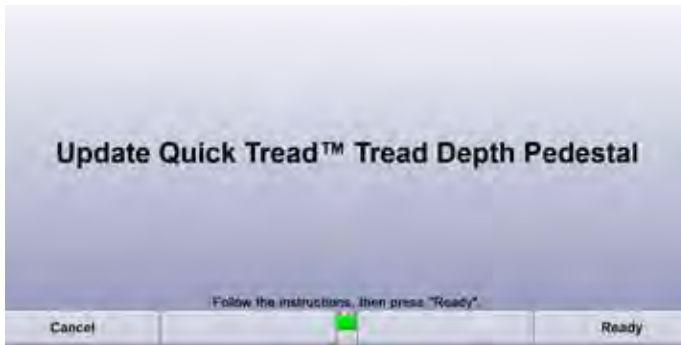 Update Quick Tread™ Tread Depth Pedestal
Follow the instructions, then press "Ready".
Cancel
Ready